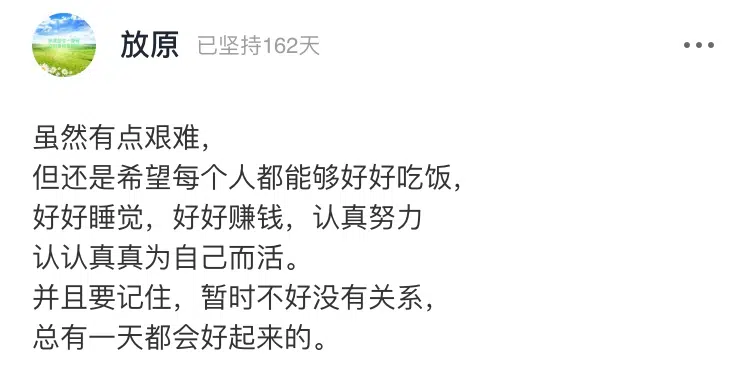 放原 已坚持162天
虽然有点艰难,
但还是希望每个人都能够好好吃饭,
好好睡觉，好好赚钱，认真努力
认认真真为自己而活。
并且要记住，暂时不好没有关系，
总有一天都会好起来的。